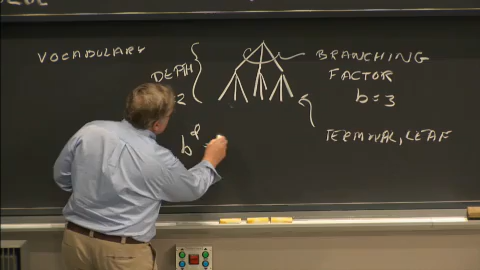 VOCABULARY
DEPTH
2
BRANCHING
FACTOR
b=3
TERMINAL, LEAF
b^d